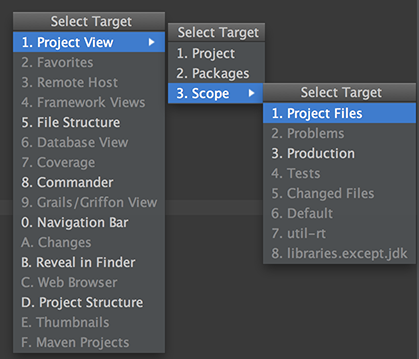 Select Target
1. Project View
2. Favorites
3. Remote Host
4. Framework Views
5. File Structure
6. Database View
7. Coverage
8. Commander
9. Grails/Griffon View
0. Navigation Bar
A. Changes
B. Reveal in Finder
C. Web Browser
D. Project Structure
E. Thumbnails
F. Maven Projects
Select Target
1. Project
2. Packages
3. Scope
Select Target
1. Project Files
2. Problems
3. Production
4. Tests
5. Changed Files
6. Default
7. util-rt
8. libraries.except.jdk